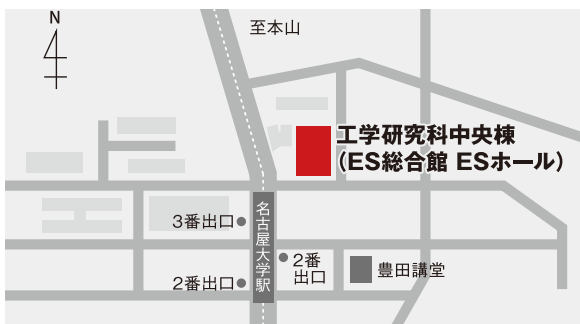 N
至本山
工学研究科中央棟
（ES総合館 ESホール）
3番出口
名古屋大学駅
2番
出口
豊田講堂
2番出口